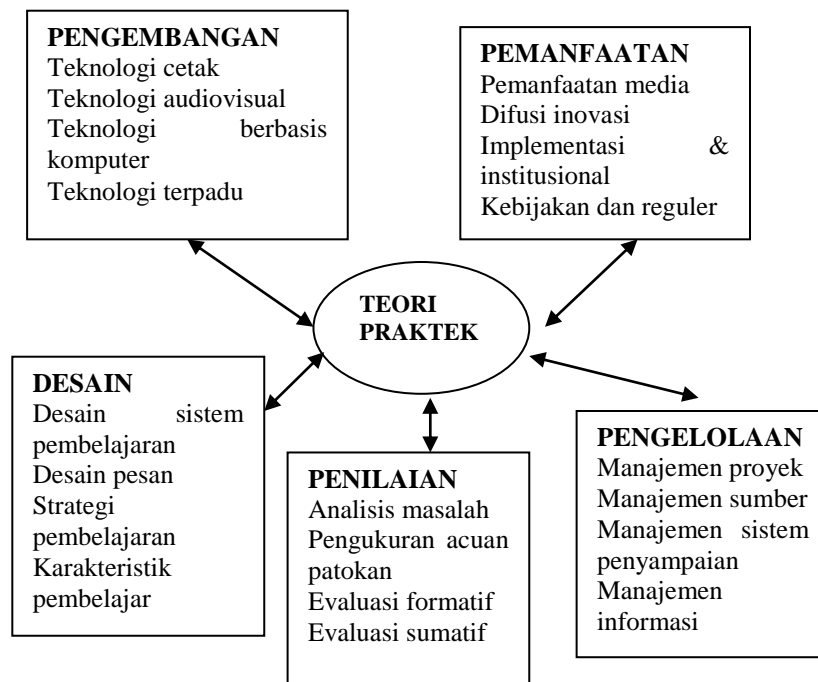 PENGEMBANGAN
Teknologi cetak
Teknologi audiovisual
Teknologi berbasis
komputer
Teknologi terpadu
PEMANFAATAN
Pemanfaatan media
Difusi inovasi
Implementasi &
institusional
Kebijakan dan reguler
TEORI
PRAKTEK
DESAIN
Desain sistem
pembelajaran
Desain pesan
Strategi
pembelajaran
Karakteristik
pembelajar
PENILAIAN
Analisis masalah
Pengukuran acuan
patokan
Evaluasi formatif
Evaluasi sumatif
PENGELOLAAN
Manajemen proyek
Manajemen sumber
Manajemen sistem
penyampaian
Manajemen
informasi